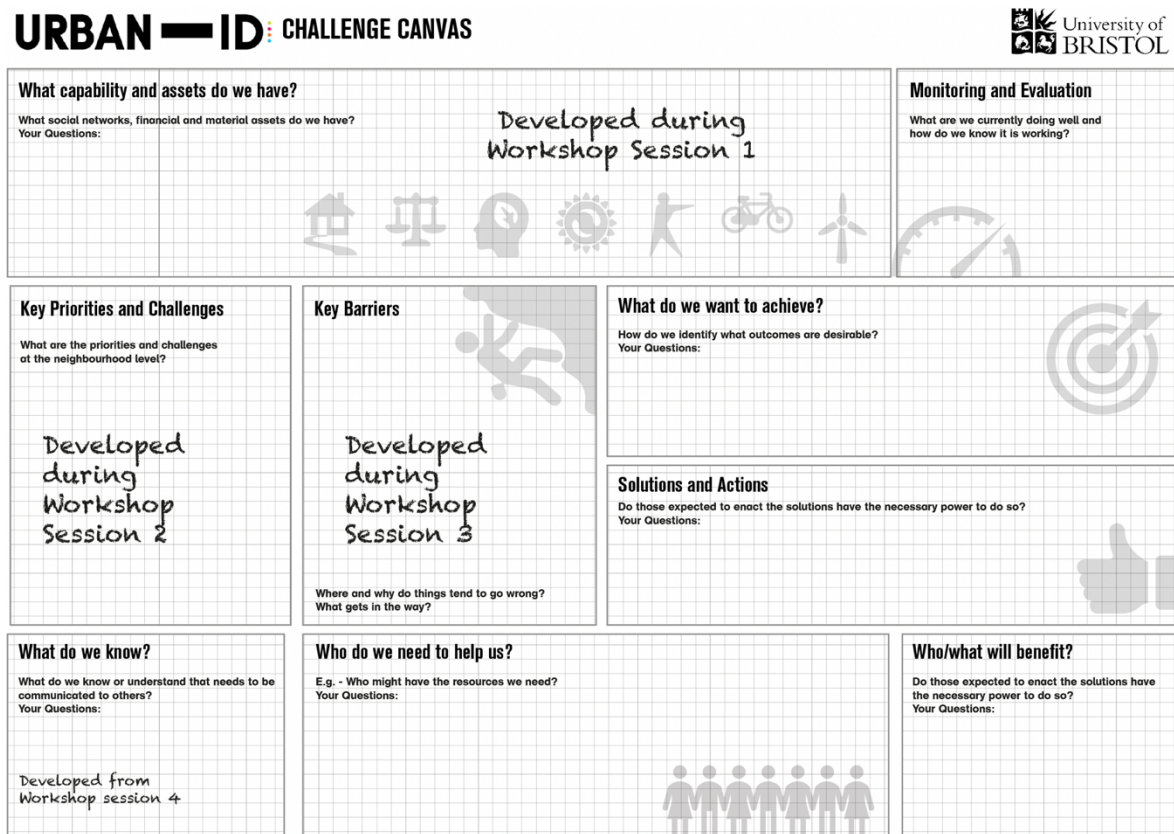 URBAN—ID CHALLENGE CANVAS
University of
BRISTOL
What capability and assets do we have?
What social networks, financial and material assets do we have?
Your Questions:
Developed during
Workshop Session 1
Monitoring and Evaluation
What are we currently doing well and
how do we know it is working?
Key Priorities and Challenges
What are the priorities and challenges
at the neighbourhood level?
Developed
during
Workshop
Session 2
Key Barriers
Developed
during
Workshop
Session 3
Where and why do things tend to go wrong?
What gets in the way?
What do we want to achieve?
How do we identify what outcomes are desirable?
Your Questions:
Solutions and Actions
Do those expected to enact the solutions have the necessary power to do so?
Your Questions:
What do we know?
What do we know or understand that needs to be
communicated to others?
Your Questions:
Developed from
Workshop session 4
Who do we need to help us?
E.g. - Who might have the resources we need?
Your Questions:
Who/what will benefit?
Do those expected to enact the solutions have
the necessary power to do so?
Your Questions: